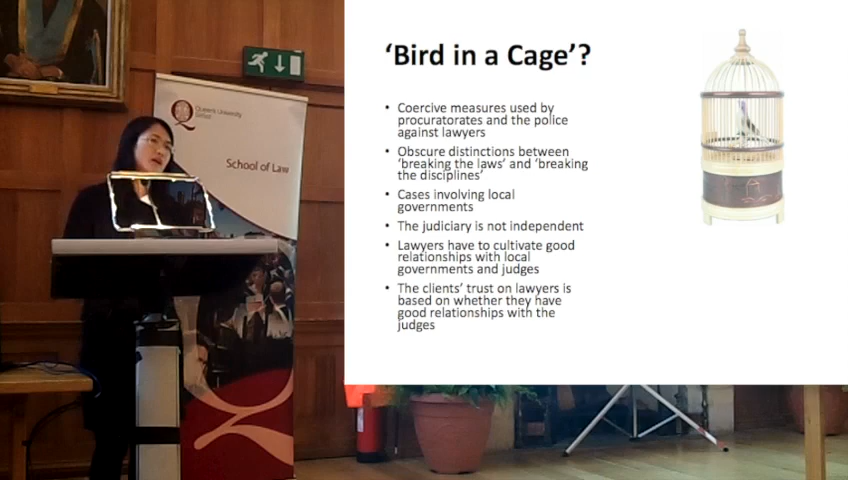 Queen's University
Belfast
School of Law
‘Bird in a Cage’?
• Coercive measures used by
procuratorates and the police
against lawyers
• Obscure distinctions between
‘breaking the laws’ and ‘breaking
the disciplines’
• Cases involving local
governments
• The judiciary is not independent
• Lawyers have to cultivate good
relationships with local
governments and judges
• The clients’ trust on lawyers is
based on whether they have
good relationships with the
judges